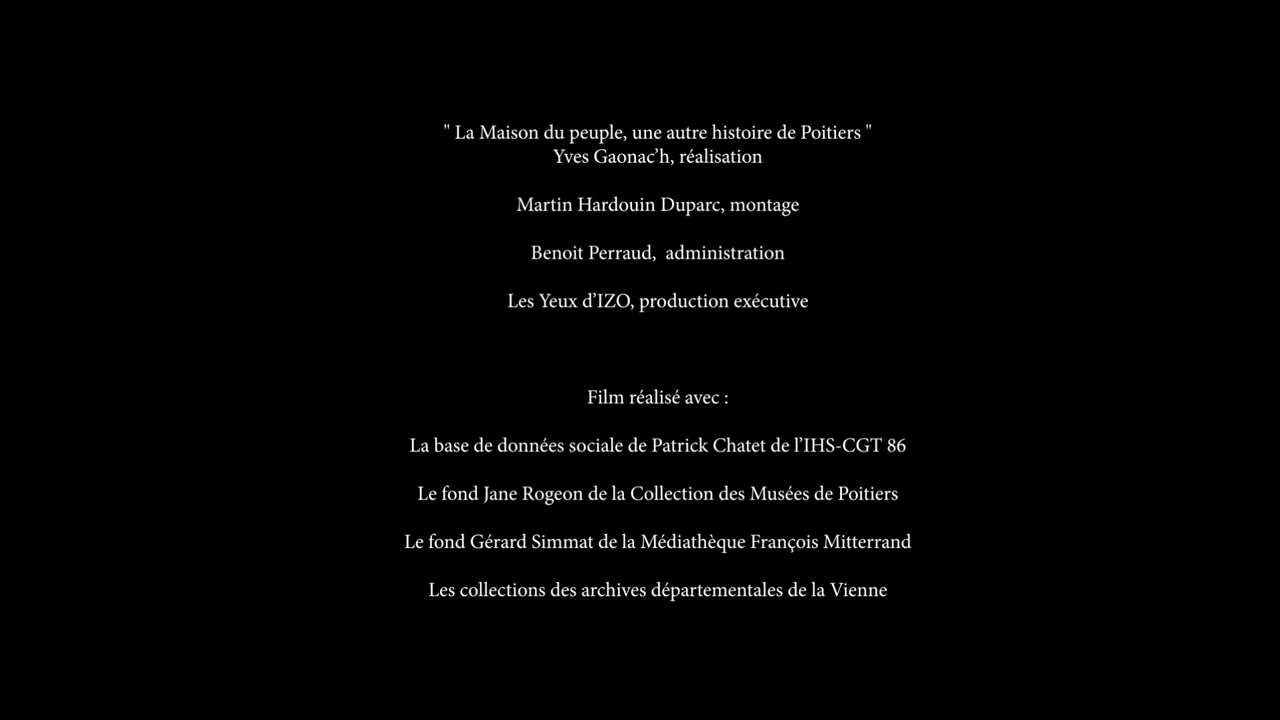 " La Maison du peuple, une autre histoire de Poitiers "
Yves Gaonac’h, réalisation
Martin Hardouin Duparc, montage
Benoit Perraud,  administration
Les Yeux d’IZO, production exécutive
Film réalisé avec :
La base de données sociale de Patrick Chatet de l’IHS-CGT 86
Le fond Jane Rogeon de la Collection des Musées de Poitiers
Le fond Gérard Simmat de la Médiathèque François Mitterrand
Les collections des archives départementales de la Vienne